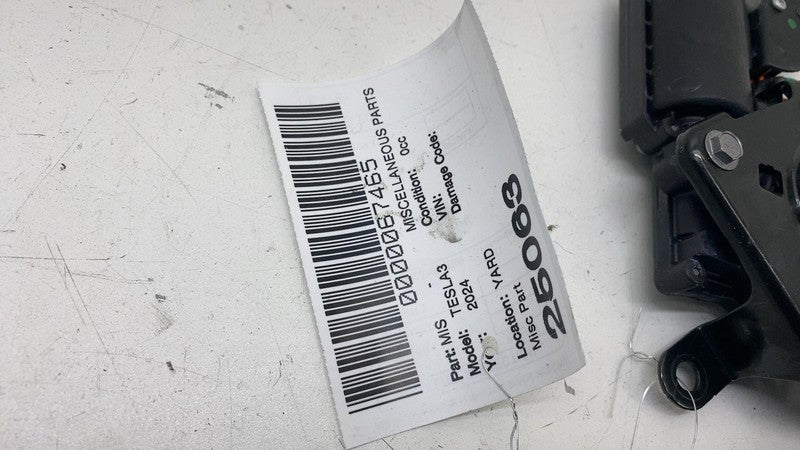 0000067465
Part: MIS - MISCELLANEOUS PARTS
Model: TESLA3 Condition: 0cc
2024 VIN:
Damage Code:
Location: YARD
Misc Part
25063